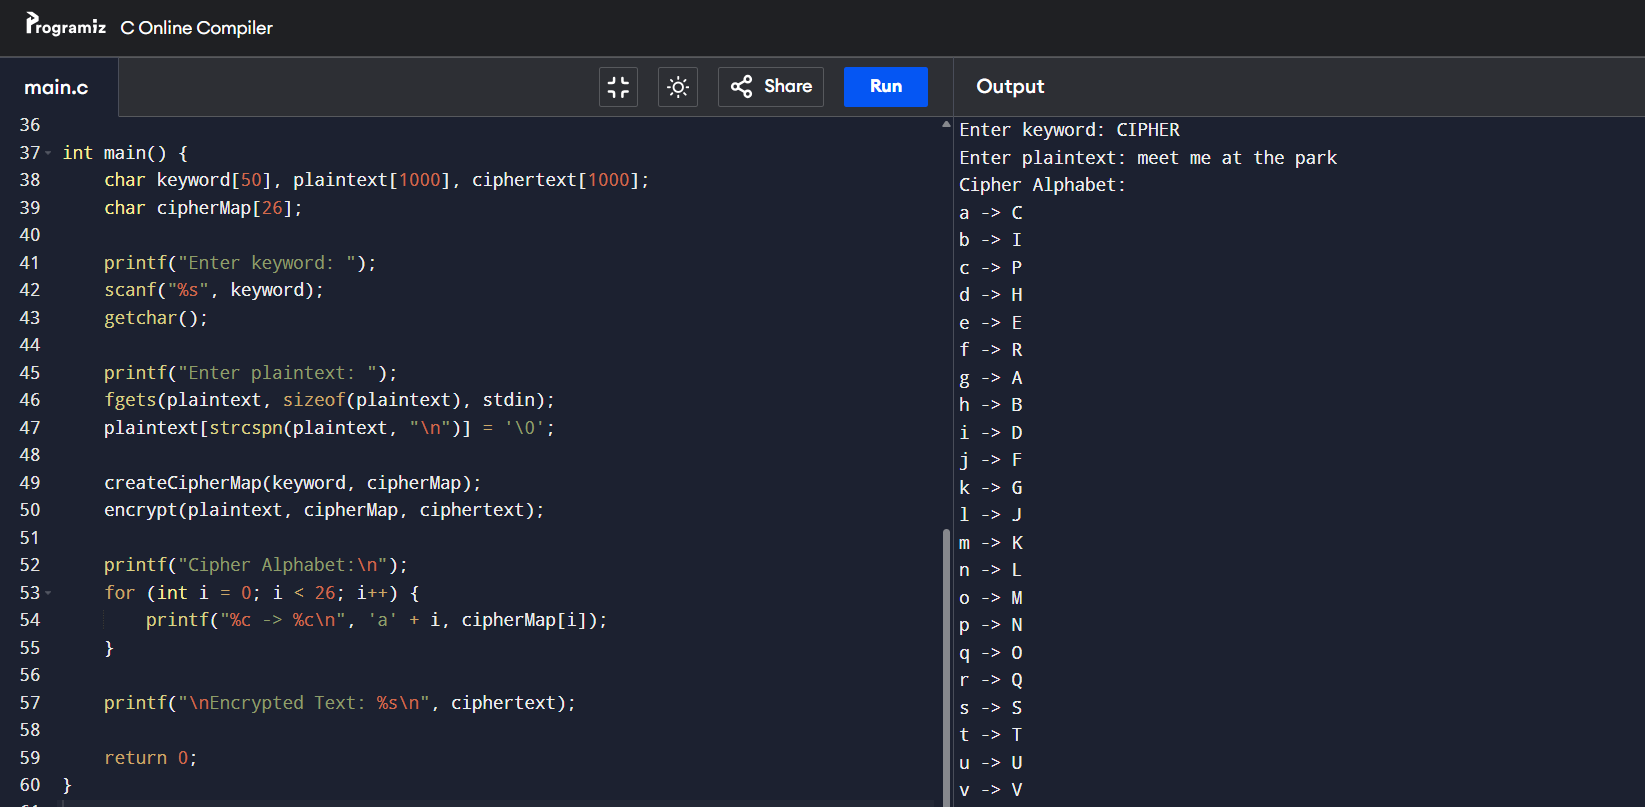 Programiz C Online Compiler
main.c
Share
Run
Output
36
37 int main() {
38 char keyword[50], plaintext[1000], ciphertext[1000];
39 char cipherMap[26];
40
41 printf("Enter keyword: ");
42 scanf("%s", keyword);
43 getchar();
44
45 printf("Enter plaintext: ");
46 fgets(plaintext, sizeof(plaintext), stdin);
47 plaintext[strcspn(plaintext, "\n")] = '\0';
48
49 createCipherMap(keyword, cipherMap);
50 encrypt(plaintext, cipherMap, ciphertext);
51
52 printf("Cipher Alphabet:\n");
53 for (int i = 0; i < 26; i++) {
54 printf("%c -> %c\n", 'a' + i, cipherMap[i]);
55 }
56
57 printf("\nEncrypted Text: %s\n", ciphertext);
58
59 return 0;
60 }
Enter keyword: CIPHER
Enter plaintext: meet me at the park
Cipher Alphabet:
a -> C
b -> I
c -> P
d -> H
e -> E
f -> R
g -> A
h -> B
i -> D
j -> F
k -> G
l -> J
m -> K
n -> L
o -> M
p -> N
q -> O
r -> Q
s -> S
t -> T
u -> U
v -> V